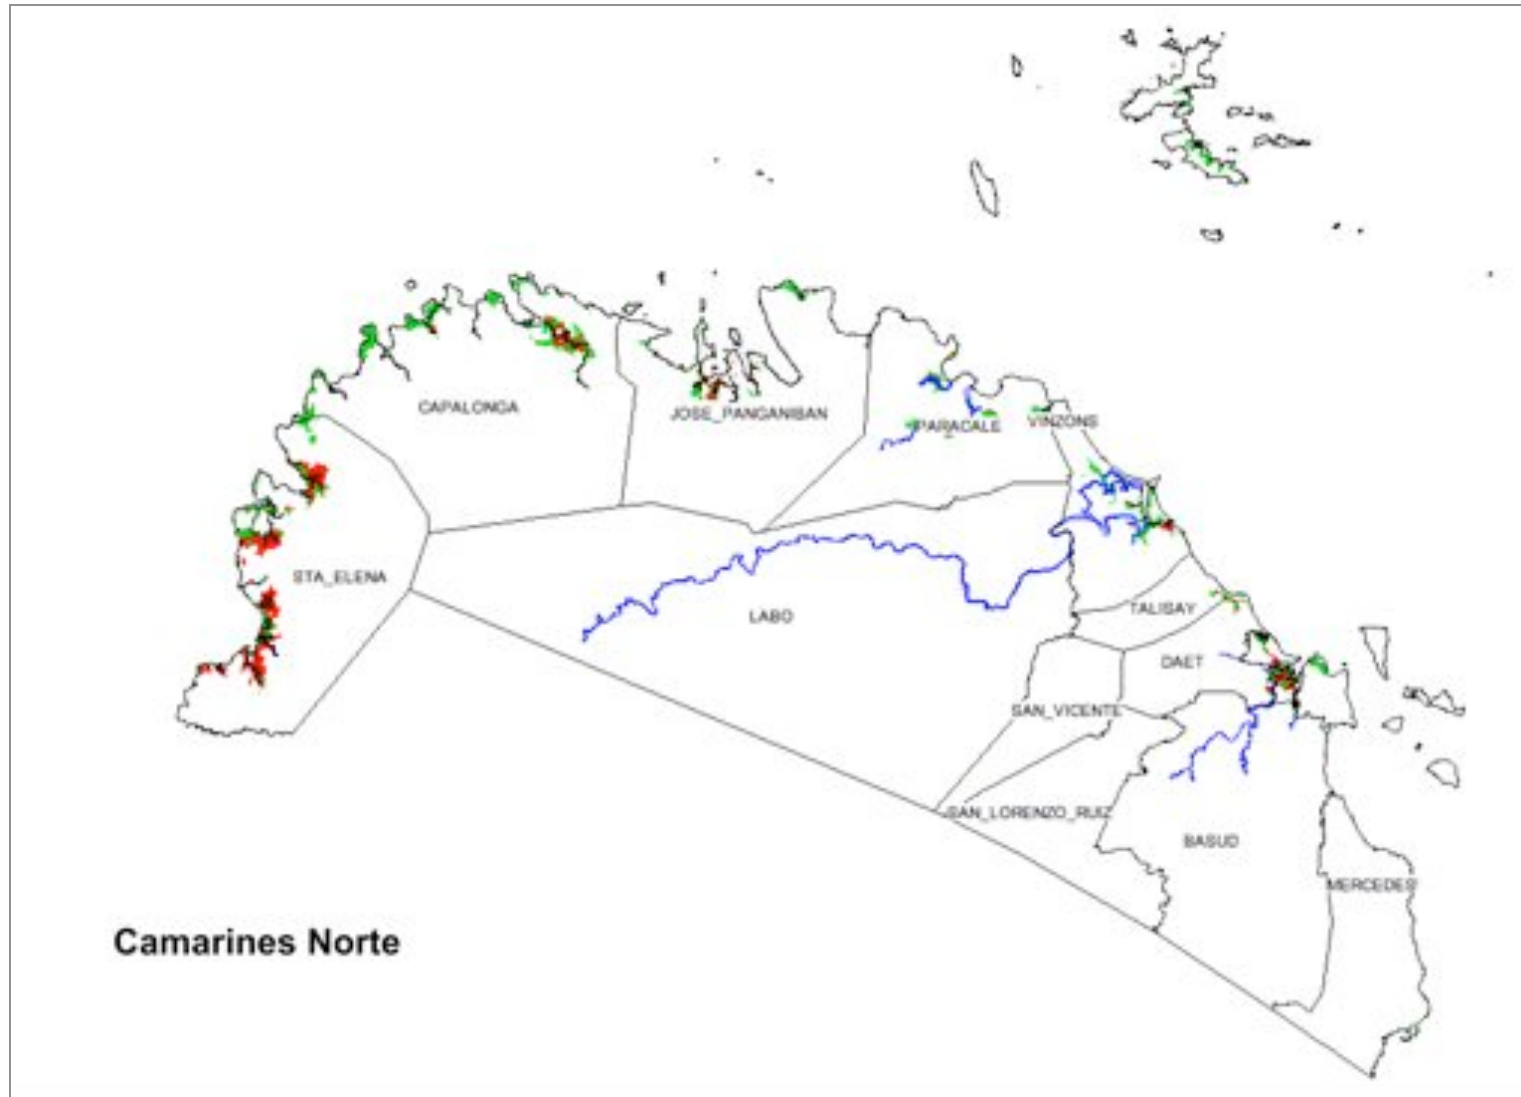 CAPALONGA
JOSE_PANGANIBAN
PARACALE
VINZONS
STA_ELENA
LABO
TALISAY
DAET
SAN_VICENTE
SAN_LORENZO_RUIZ
BASUD
MERCEDES
Camarines Norte